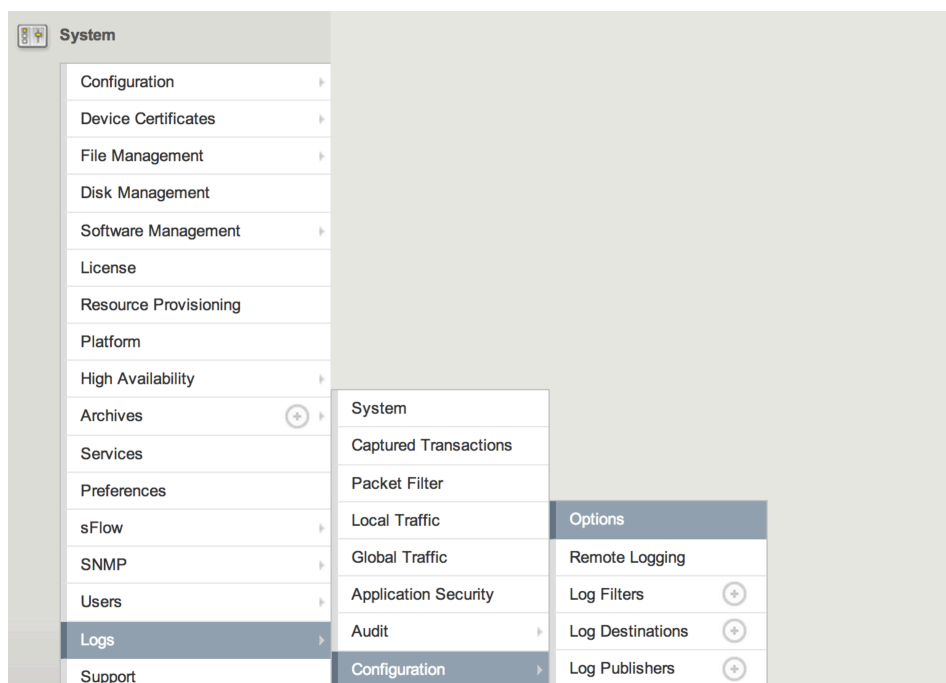 System
Configuration
Device Certificates
File Management
Disk Management
Software Management
License
Resource Provisioning
Platform
High Availability
Archives
Services
Preferences
sFlow
SNMP
Users
Logs
Support
System
Captured Transactions
Packet Filter
Local Traffic
Global Traffic
Application Security
Audit
Configuration
Options
Remote Logging
Log Filters
Log Destinations
Log Publishers